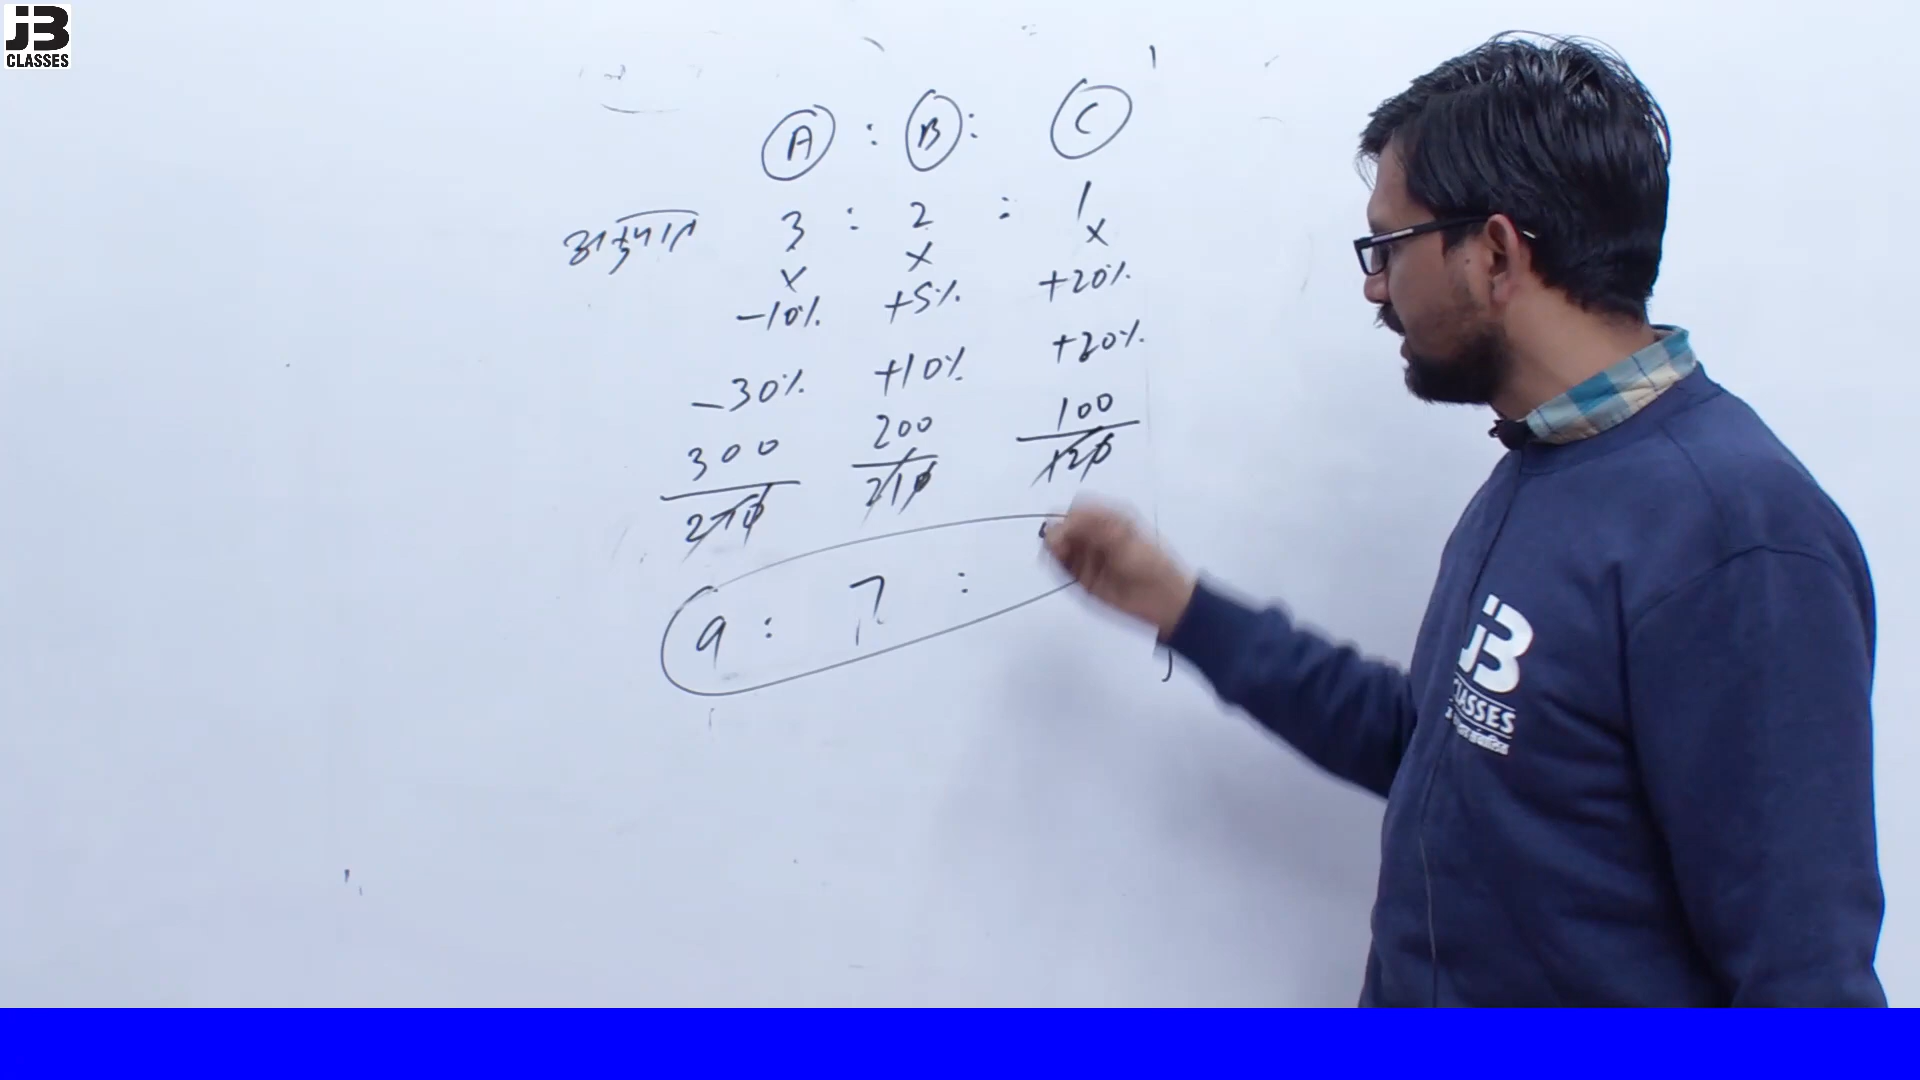 JB
CLASSES
A : B : C
अनुपात 3 : 2 : 1
x x x
-10% +5% +20%
-30% +10% +20%
300 200 100
270 210 120
9 : 7 :
JB
CLASSES